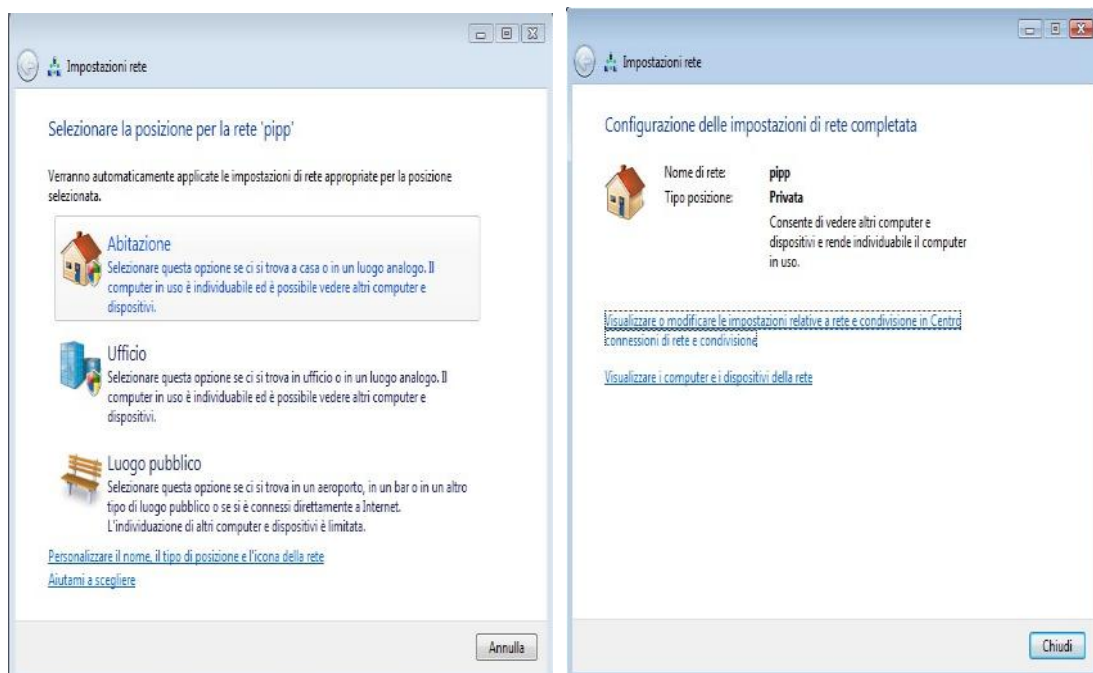 Impostazioni rete
Selezionare la posizione per la rete 'pipp'
Verranno automaticamente applicate le impostazioni di rete appropriate per la posizione
selezionata.
Abitazione
Selezionare questa opzione se ci si trova a casa o in un luogo analogo. Il
computer in uso è individuabile ed è possibile vedere altri computer e
dispositivi.
Ufficio
Selezionare questa opzione se ci si trova in ufficio o in un luogo analogo. Il
computer in uso è individuabile ed è possibile vedere altri computer e
dispositivi.
Luogo pubblico
Selezionare questa opzione se ci si trova in un aeroporto, in un bar o in un altro
tipo di luogo pubblico o se si è connessi direttamente a Internet.
L'individuazione di altri computer e dispositivi è limitata.
Personalizzare il nome, il tipo di posizione e l'icona della rete
Aiutami a scegliere
Annulla
Impostazioni rete
Configurazione delle impostazioni di rete completata
Nome di rete: pipp
Tipo posizione: Privata
Consente di vedere altri computer e
dispositivi e rende individuabile il computer
in uso.
Visualizzare o modificare le impostazioni relative a rete e condivisione in Centro
connessioni di rete e condivisione
Visualizzare i computer e i dispositivi della rete
Chiudi